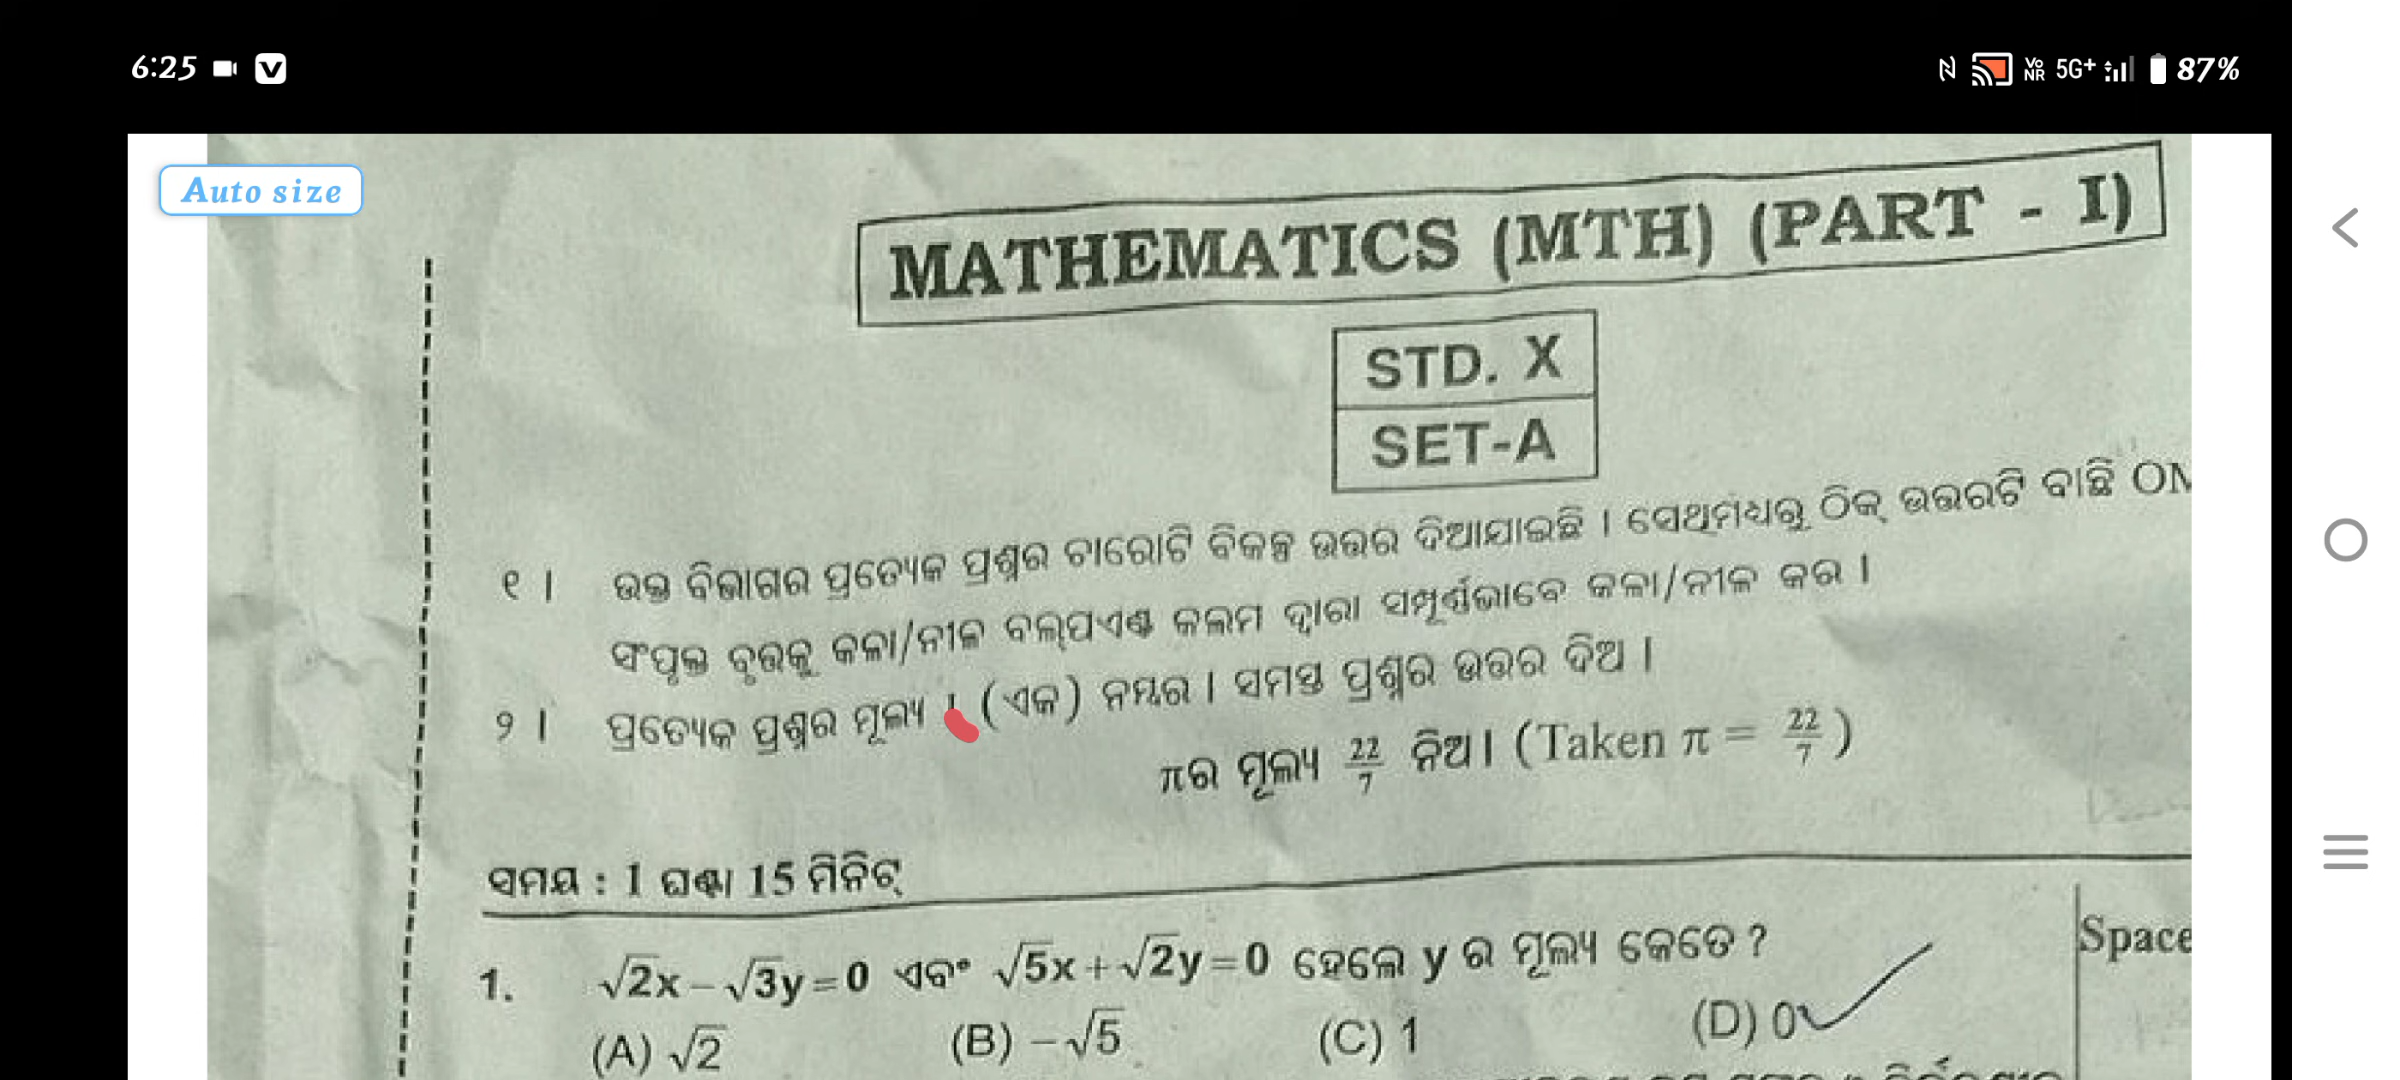 6:25
VoNR 5G+ 87%
Auto size
MATHEMATICS (MTH) (PART - I)
STD. X
SET-A
୧। ଉକ୍ତ ବିଭାଗର ପ୍ରତ୍ୟେକ ପ୍ରଶ୍ନର ଚାରୋଟି ବିକଳ୍ପ ଉତ୍ତର ଦିଆଯାଇଛି। ସେଥିମଧ୍ୟରୁ ଠିକ୍ ଉତ୍ତରଟି ବାଛି
ସଂପୃକ୍ତ ବୃତ୍ତକୁ କଳା/ନୀଳ ବଲ୍‌ପଏଣ୍ଟ କଲମ ଦ୍ୱାରା ସମ୍ପୂର୍ଣ୍ଣଭାବେ କଳା/ନୀଳ କର।
୨। ପ୍ରତ୍ୟେକ ପ୍ରଶ୍ନର ମୂଲ୍ୟ 1 (ଏକ) ନମ୍ବର। ସମସ୍ତ ପ୍ରଶ୍ନର ଉତ୍ତର ଦିଅ।
πର ମୂଲ୍ୟ 22/7 ନିଅ। (Taken π = 22/7)
ସମୟ : 1 ଘଣ୍ଟା 15 ମିନିଟ୍
1. √2x – √3y = 0 ଏବଂ √5x + √2y = 0 ହେଲେ y ର ମୂଲ୍ୟ କେତେ ?
Space
(A) √2 (B) –√5 (C) 1 (D) 0